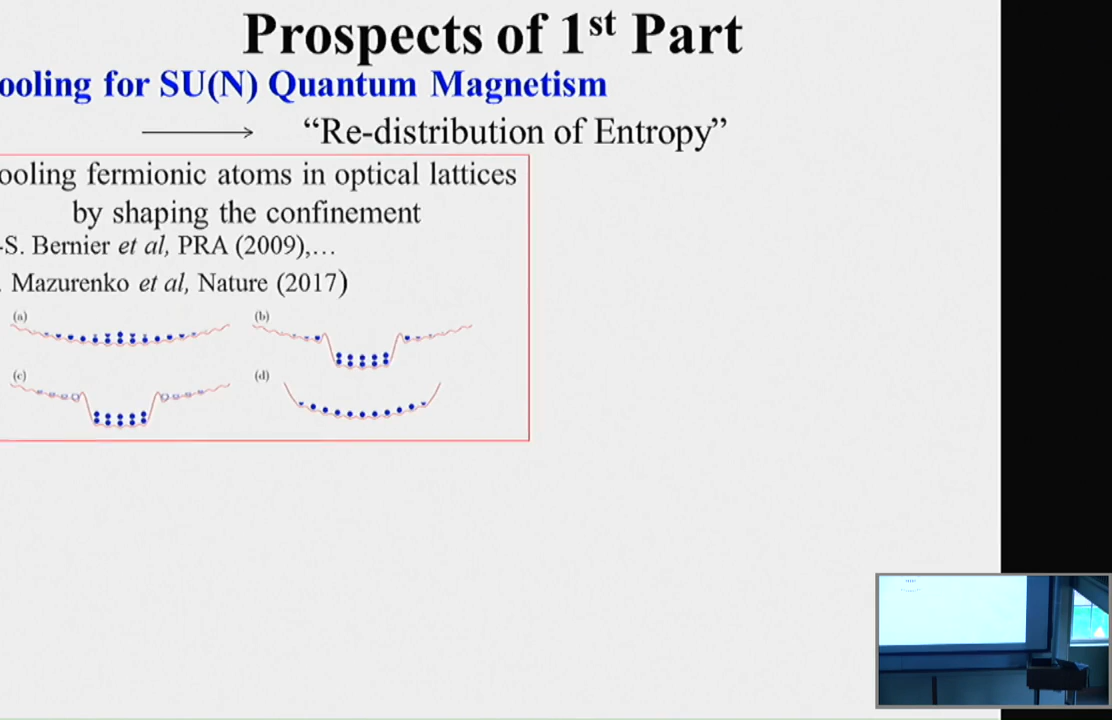 Prospects of 1st Part
ooling for SU(N) Quantum Magnetism
“Re-distribution of Entropy”
ooling fermionic atoms in optical lattices
by shaping the confinement
-S. Bernier et al, PRA (2009),…
. Mazurenko et al, Nature (2017)
(a)
(b)
(c)
(d)